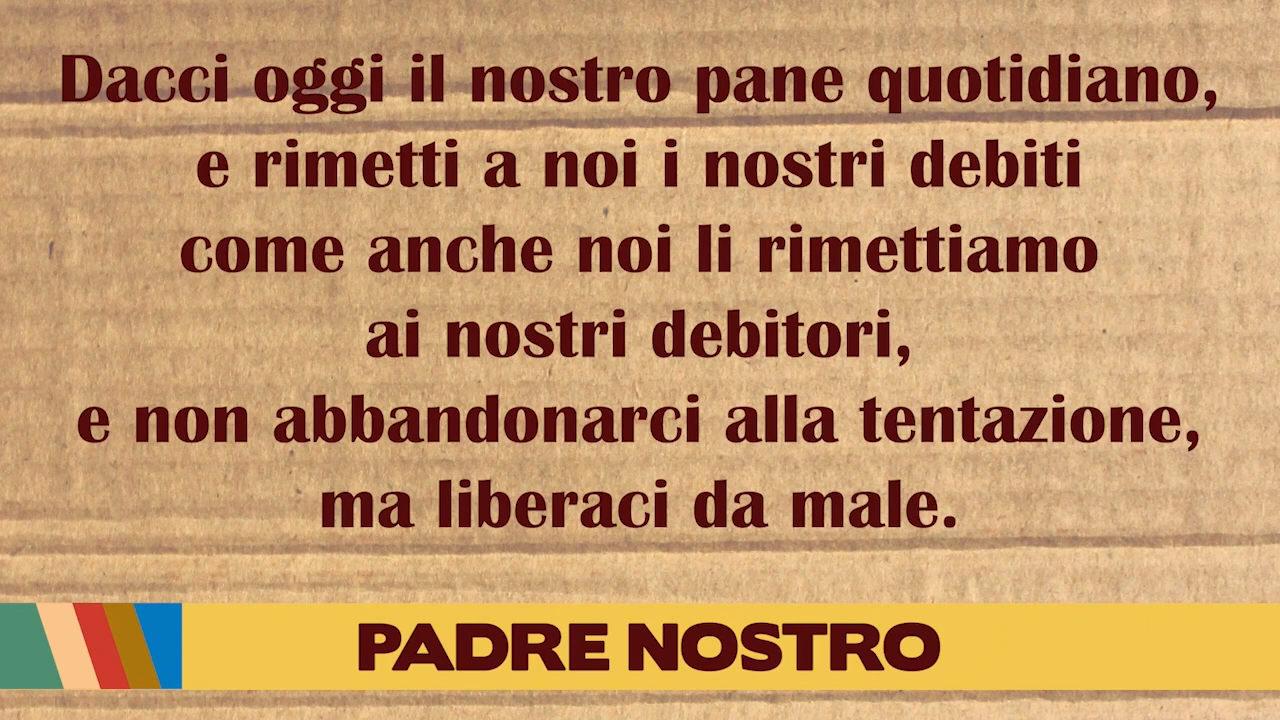 Dacci oggi il nostro pane quotidiano,
e rimetti a noi i nostri debiti
come anche noi li rimettiamo
ai nostri debitori,
e non abbandonarci alla tentazione,
ma liberaci da male.
PADRE NOSTRO